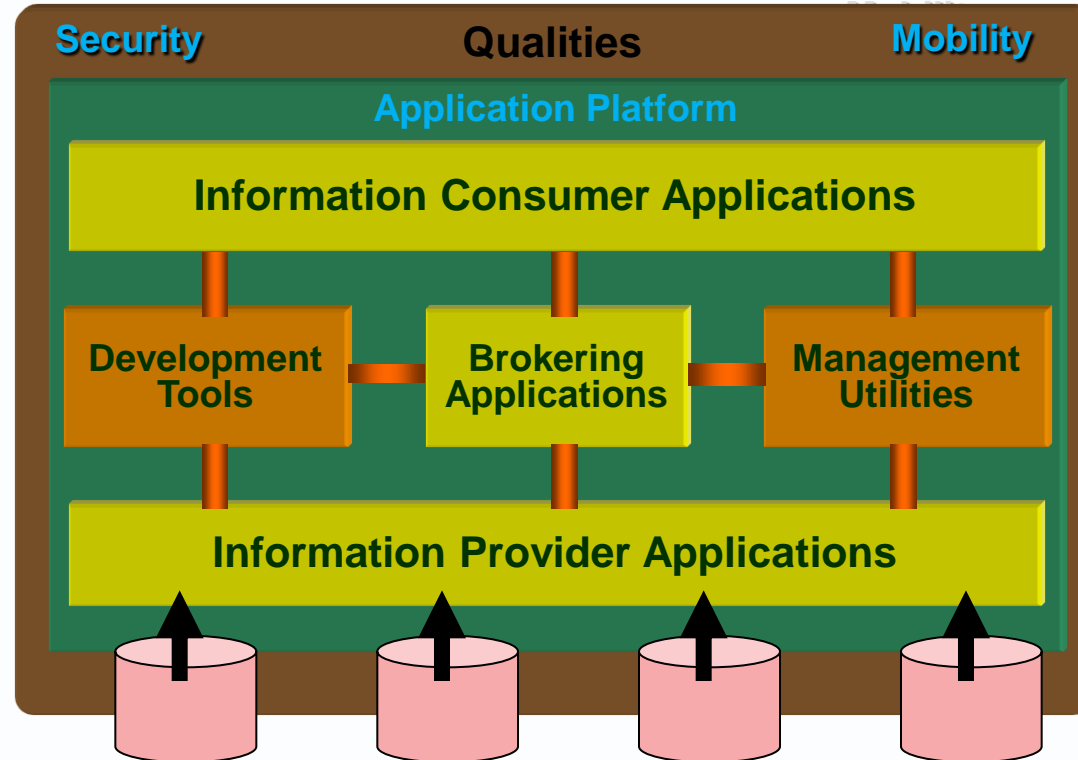 Security
Qualities
Mobility
Application Platform
Information Consumer Applications
Development
Tools
Brokering
Applications
Management
Utilities
Information Provider Applications